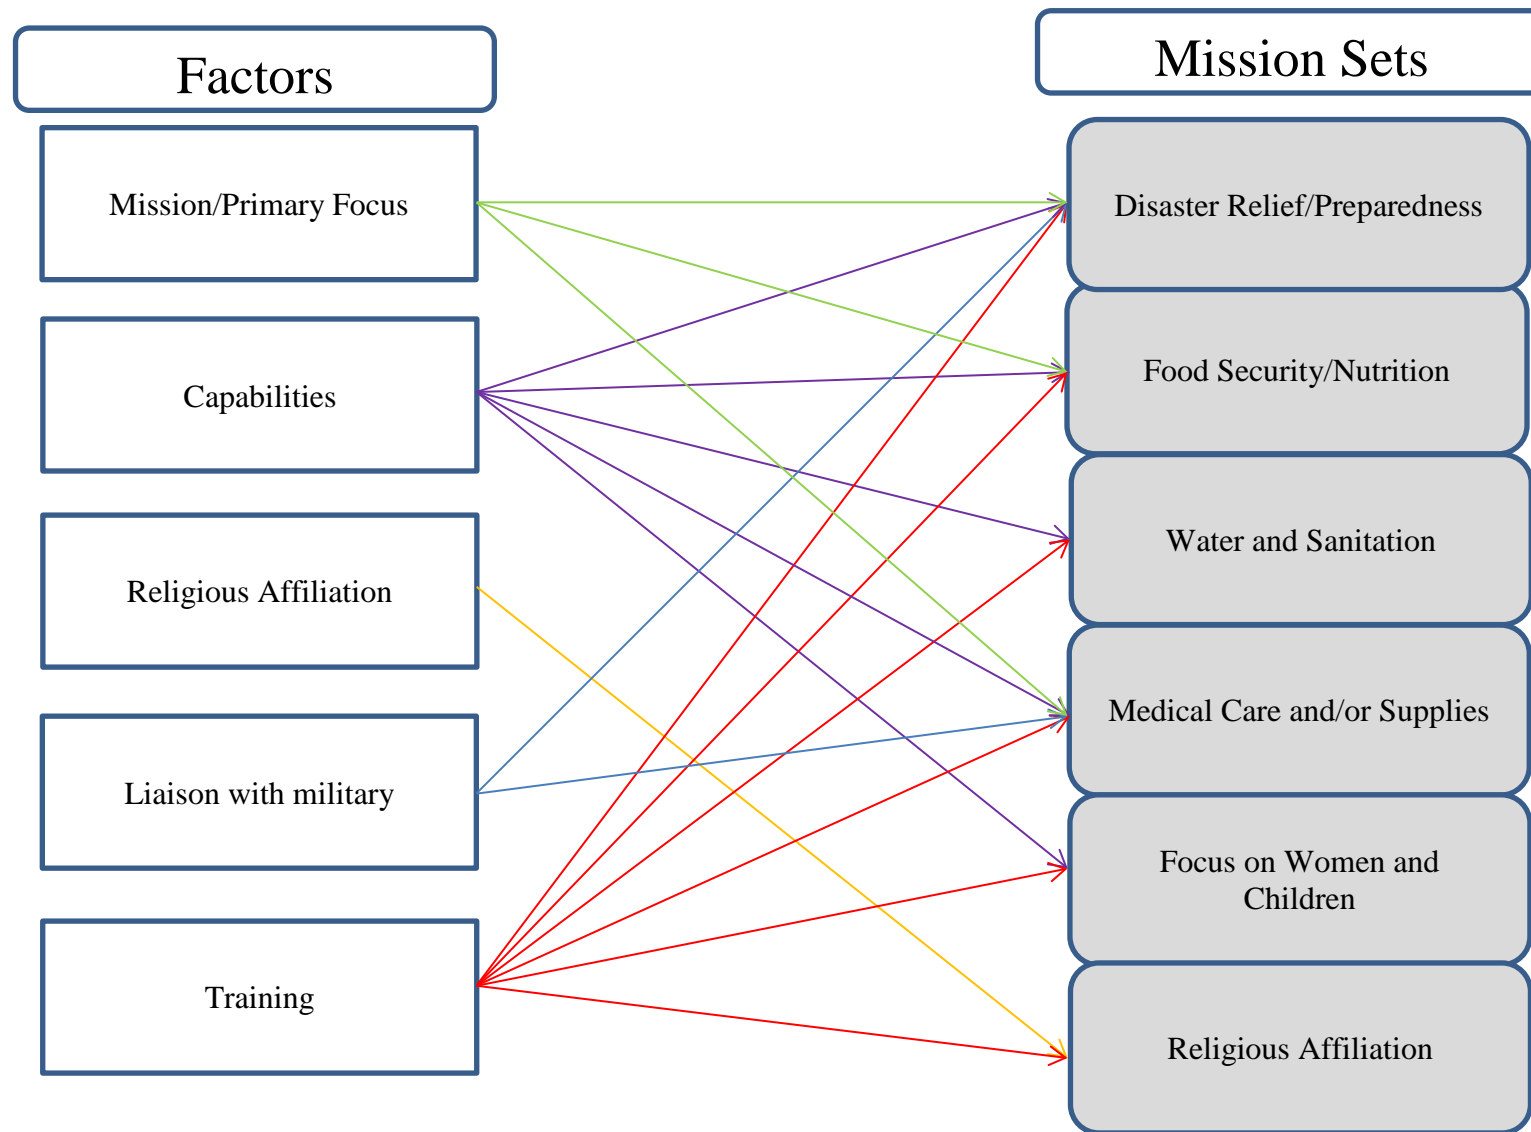 Factors
Mission Sets
Mission/Primary Focus
Capabilities
Religious Affiliation
Liaison with military
Training
Disaster Relief/Preparedness
Food Security/Nutrition
Water and Sanitation
Medical Care and/or Supplies
Focus on Women and
Children
Religious Affiliation